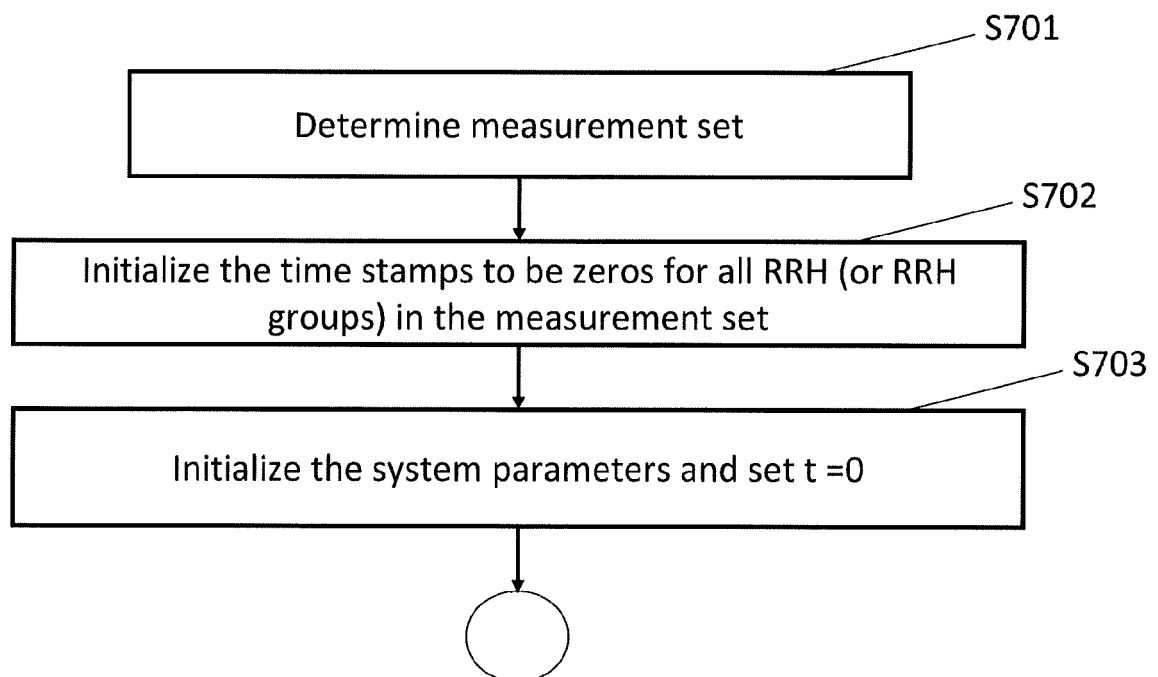 S701
Determine measurement set
S702
Initialize the time stamps to be zeros for all RRH (or RRH
groups) in the measurement set
S703
Initialize the system parameters and set t =0